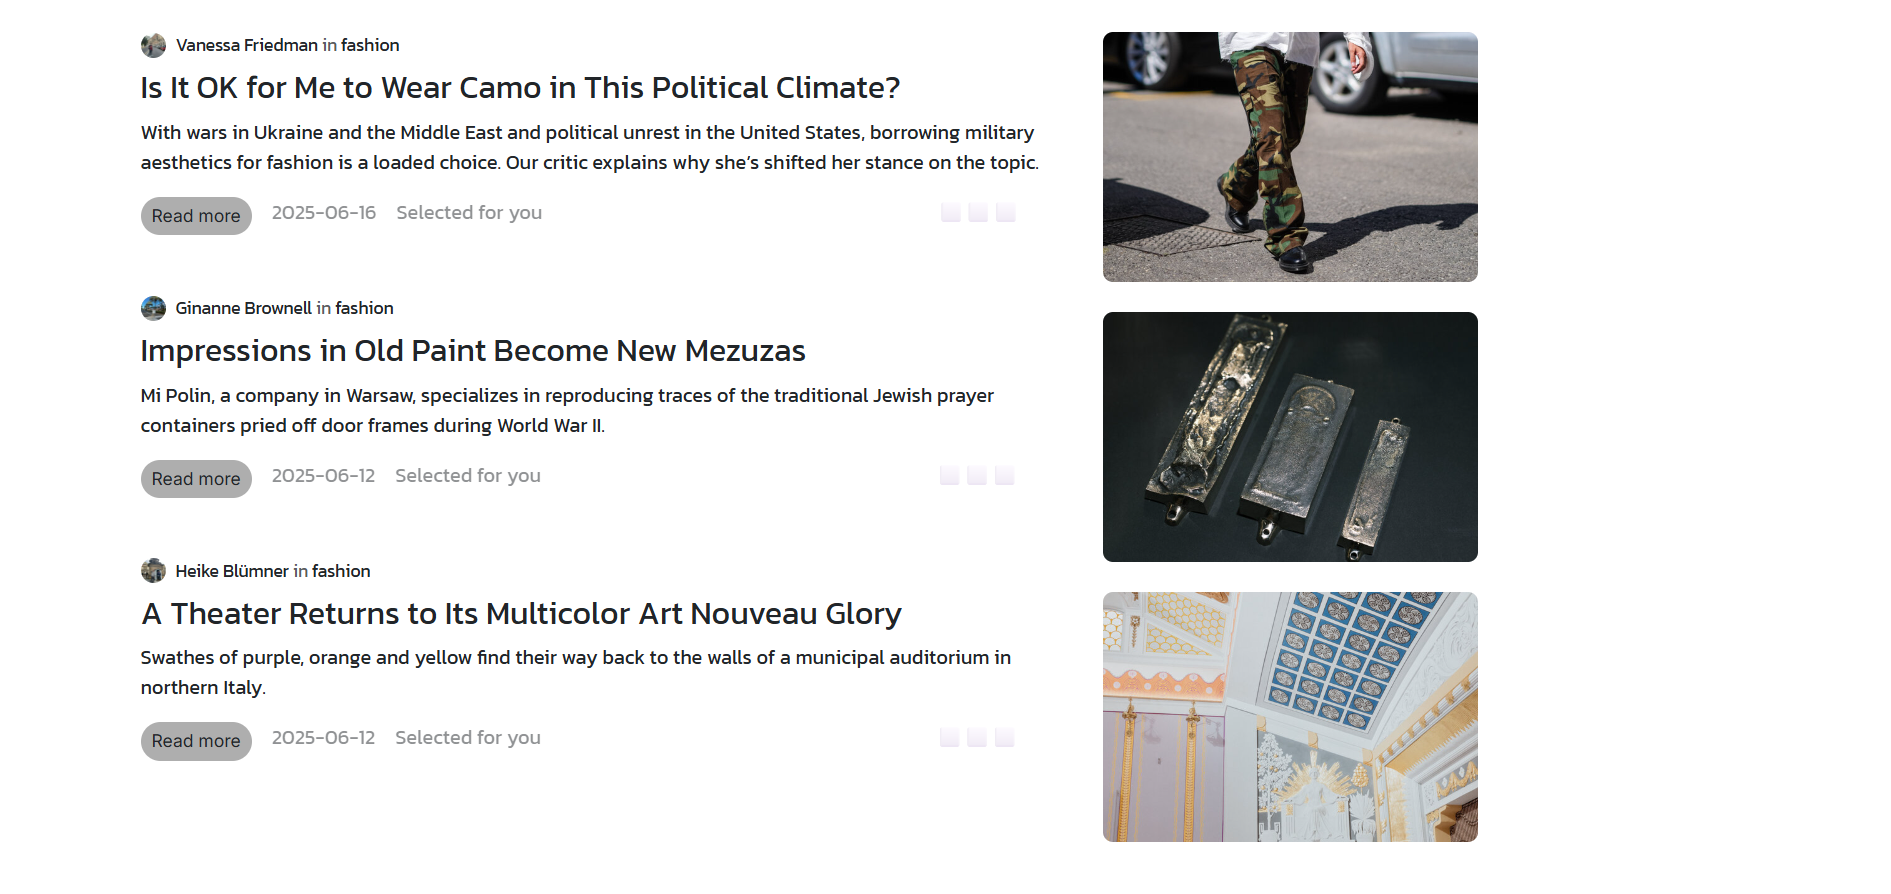 Vanessa Friedman in fashion
Is It OK for Me to Wear Camo in This Political Climate?
With wars in Ukraine and the Middle East and political unrest in the United States, borrowing military
aesthetics for fashion is a loaded choice. Our critic explains why she’s shifted her stance on the topic.
Read more 2025-06-16 Selected for you
Ginanne Brownell in fashion
Impressions in Old Paint Become New Mezuzas
Mi Polin, a company in Warsaw, specializes in reproducing traces of the traditional Jewish prayer
containers pried off door frames during World War II.
Read more 2025-06-12 Selected for you
Heike Blümner in fashion
A Theater Returns to Its Multicolor Art Nouveau Glory
Swathes of purple, orange and yellow find their way back to the walls of a municipal auditorium in
northern Italy.
Read more 2025-06-12 Selected for you